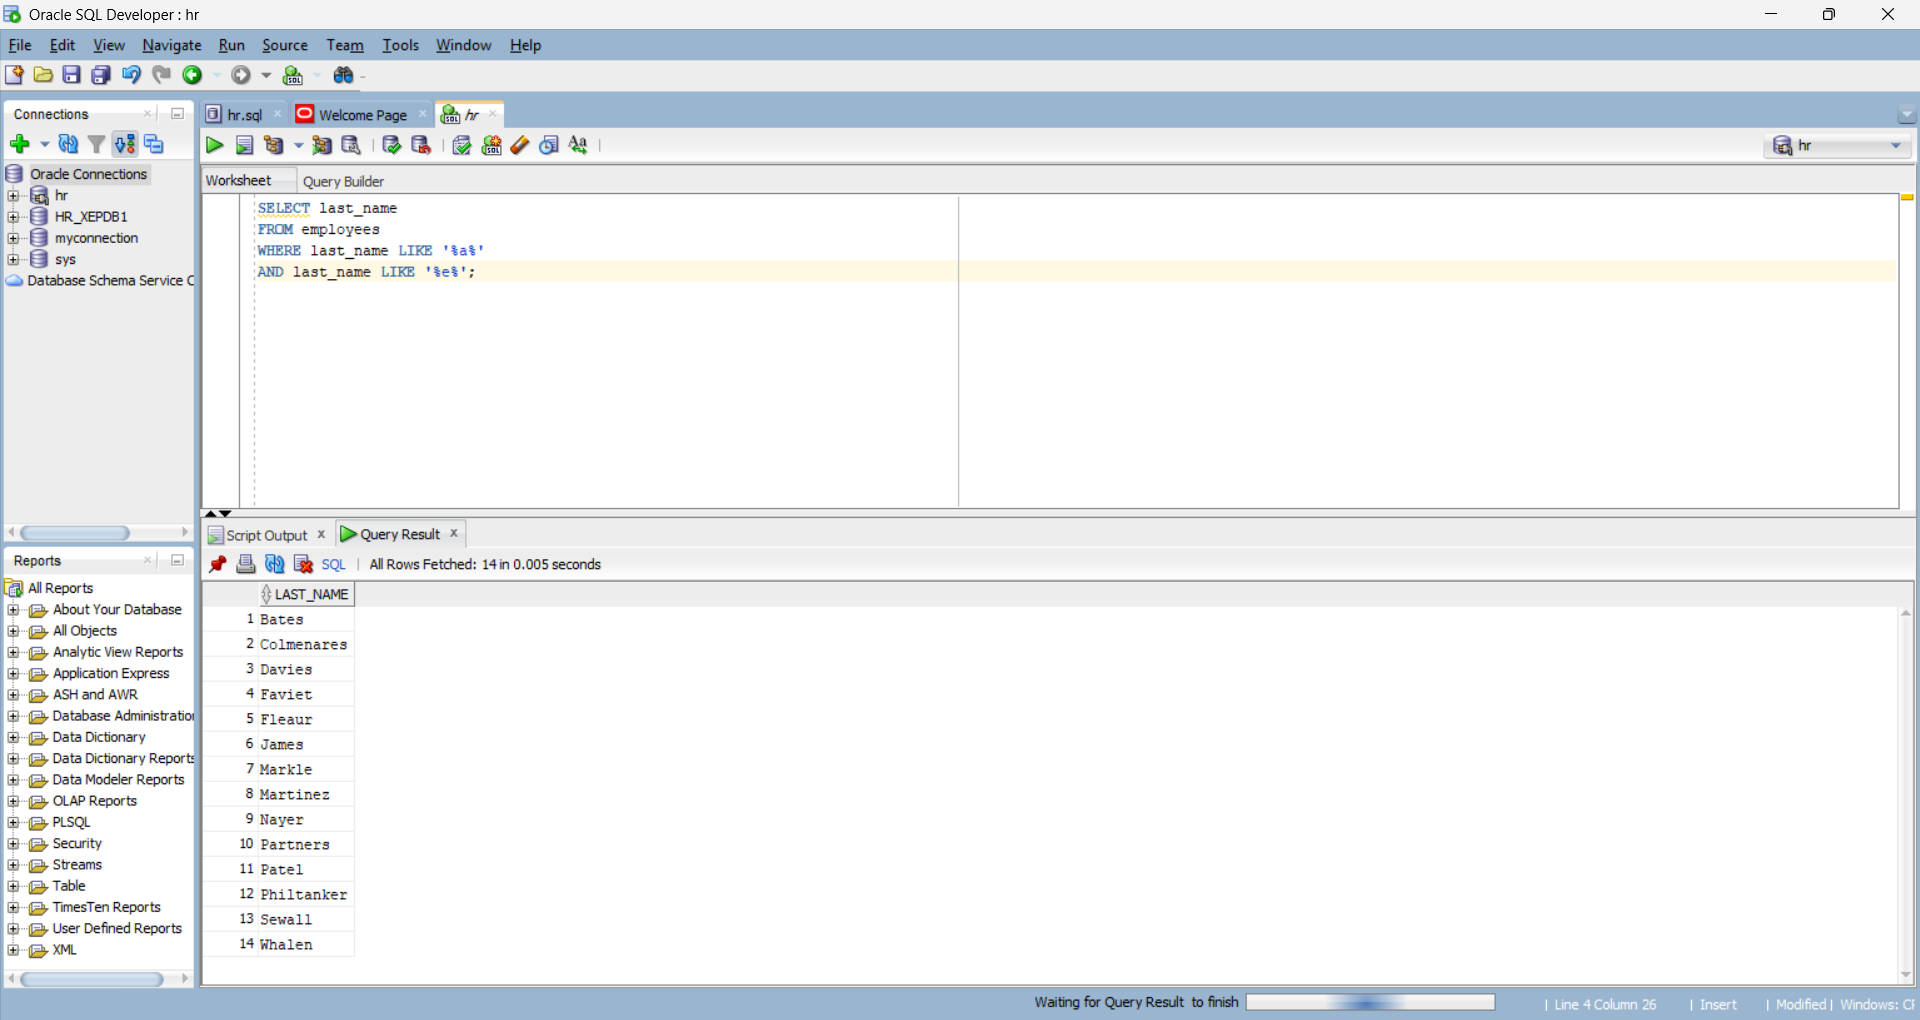 Oracle SQL Developer : hr
File Edit View Navigate Run Source Team Tools Window Help
Connections
hr.sql
Welcome Page
hr
hr
Oracle Connections
hr
HR_XEPDB1
myconnection
sys
Database Schema Service C
Worksheet
Query Builder
SELECT last_name
FROM employees
WHERE last_name LIKE '%a%'
AND last_name LIKE '%e%';
Reports
All Reports
About Your Database
All Objects
Analytic View Reports
Application Express
ASH and AWR
Database Administration
Data Dictionary
Data Dictionary Reports
Data Modeler Reports
OLAP Reports
PLSQL
Security
Streams
Table
TimesTen Reports
User Defined Reports
XML
Script Output
Query Result
SQL
All Rows Fetched: 14 in 0.005 seconds
LAST_NAME
1 Bates
2 Colmenares
3 Davies
4 Faviet
5 Fleaur
6 James
7 Markle
8 Martinez
9 Nayer
10 Partners
11 Patel
12 Philtanker
13 Sewall
14 Whalen
Waiting for Query Result to finish
| Line 4 Column 26 | Insert | Modified | Windows: CF